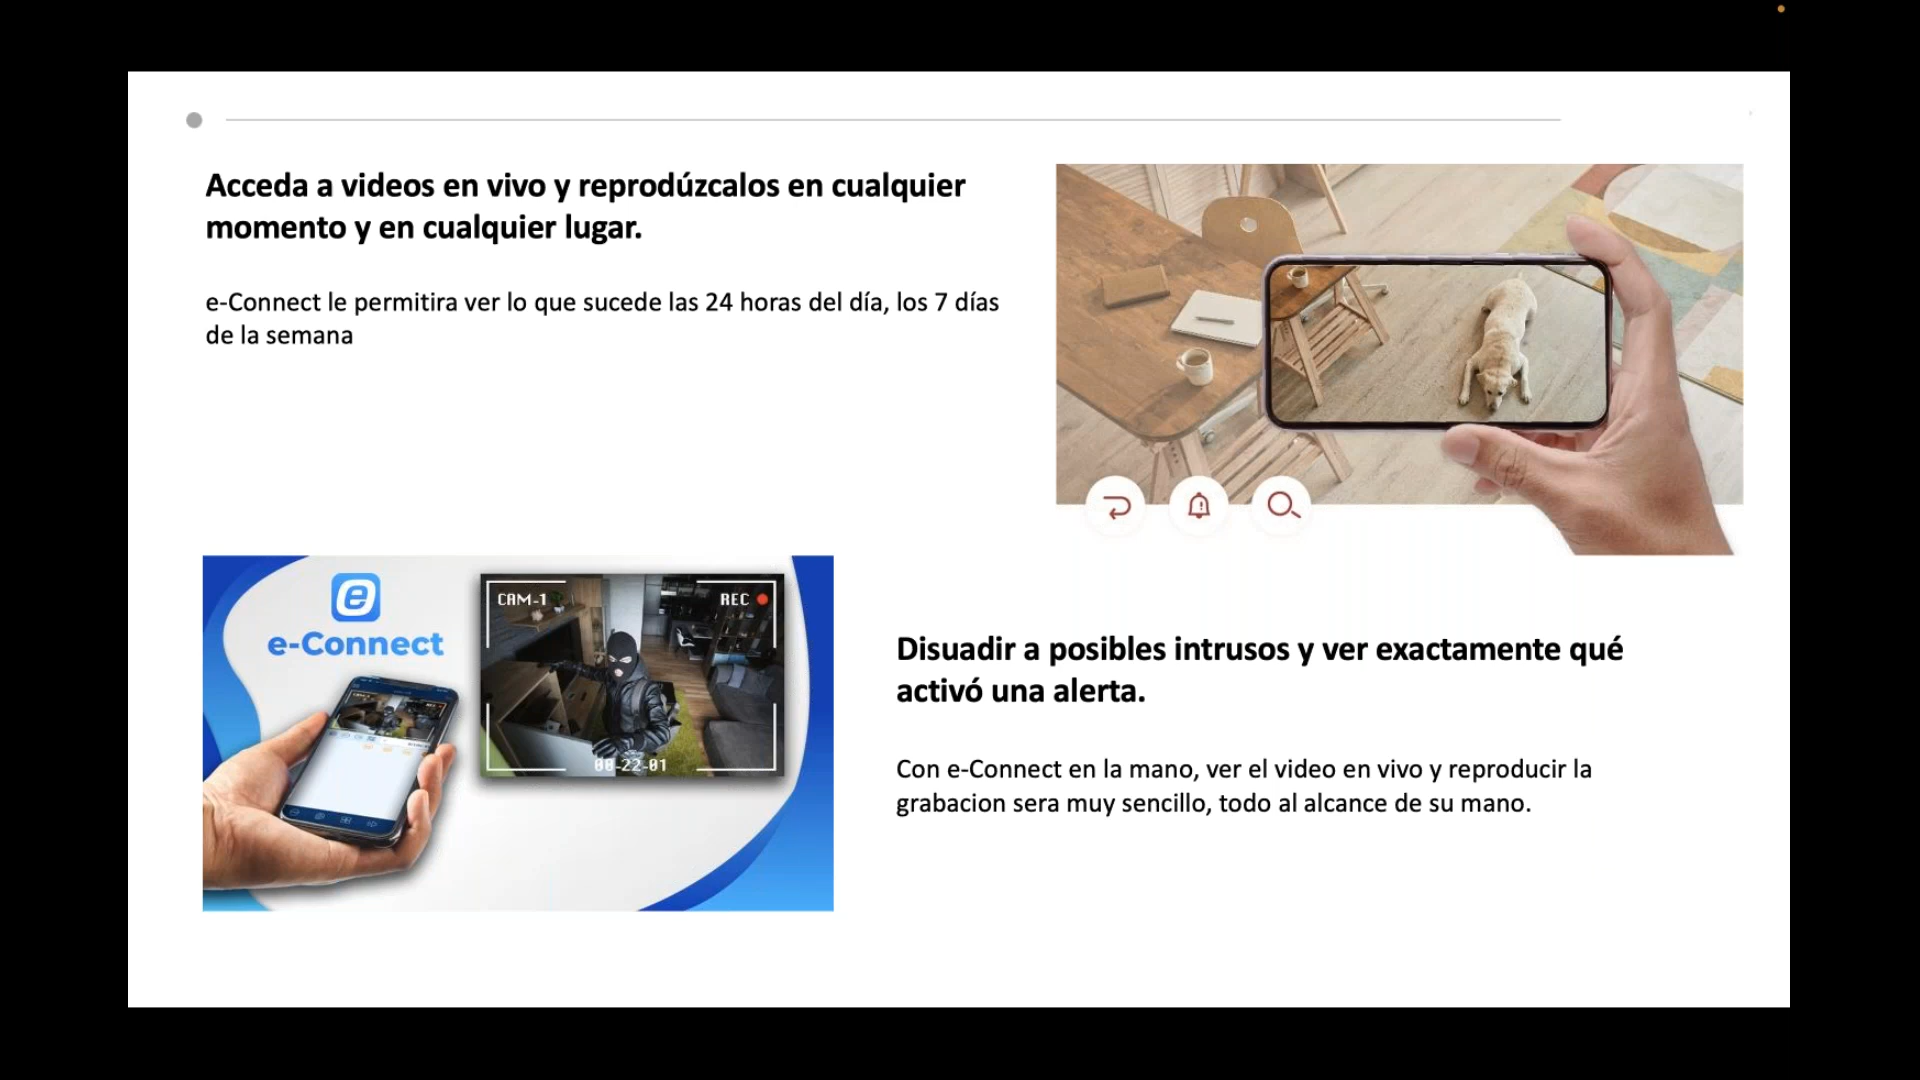 Acceda a videos en vivo y reprodúzcalos en cualquier
momento y en cualquier lugar.
e-Connect le permitira ver lo que sucede las 24 horas del día, los 7 días
de la semana
e-Connect
CAM-1
REC
00-22-01
Disuadir a posibles intrusos y ver exactamente qué
activó una alerta.
Con e-Connect en la mano, ver el video en vivo y reproducir la
grabacion sera muy sencillo, todo al alcance de su mano.